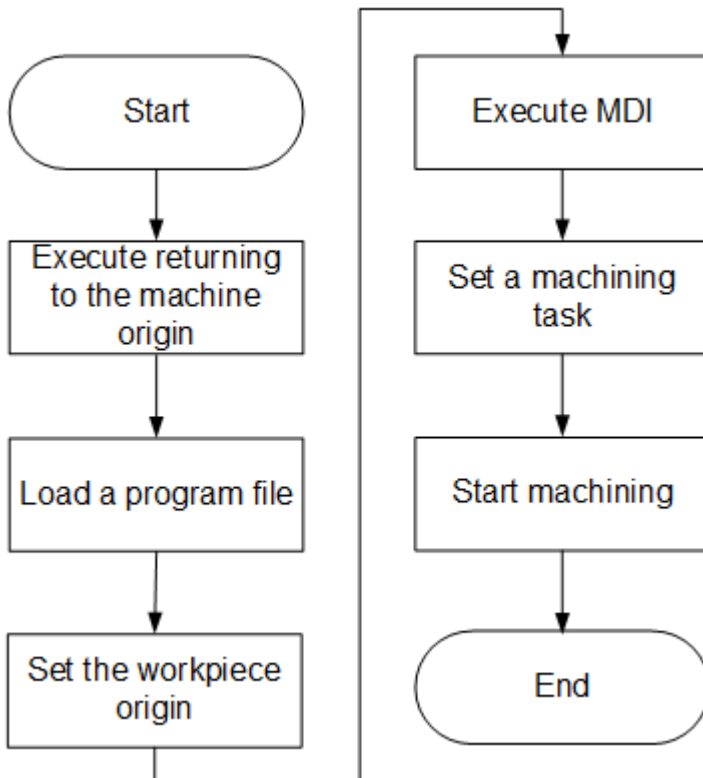 Start
Execute returning
to the machine
origin
Load a program file
Set the workpiece
origin
Execute MDI
Set a machining
task
Start machining
End